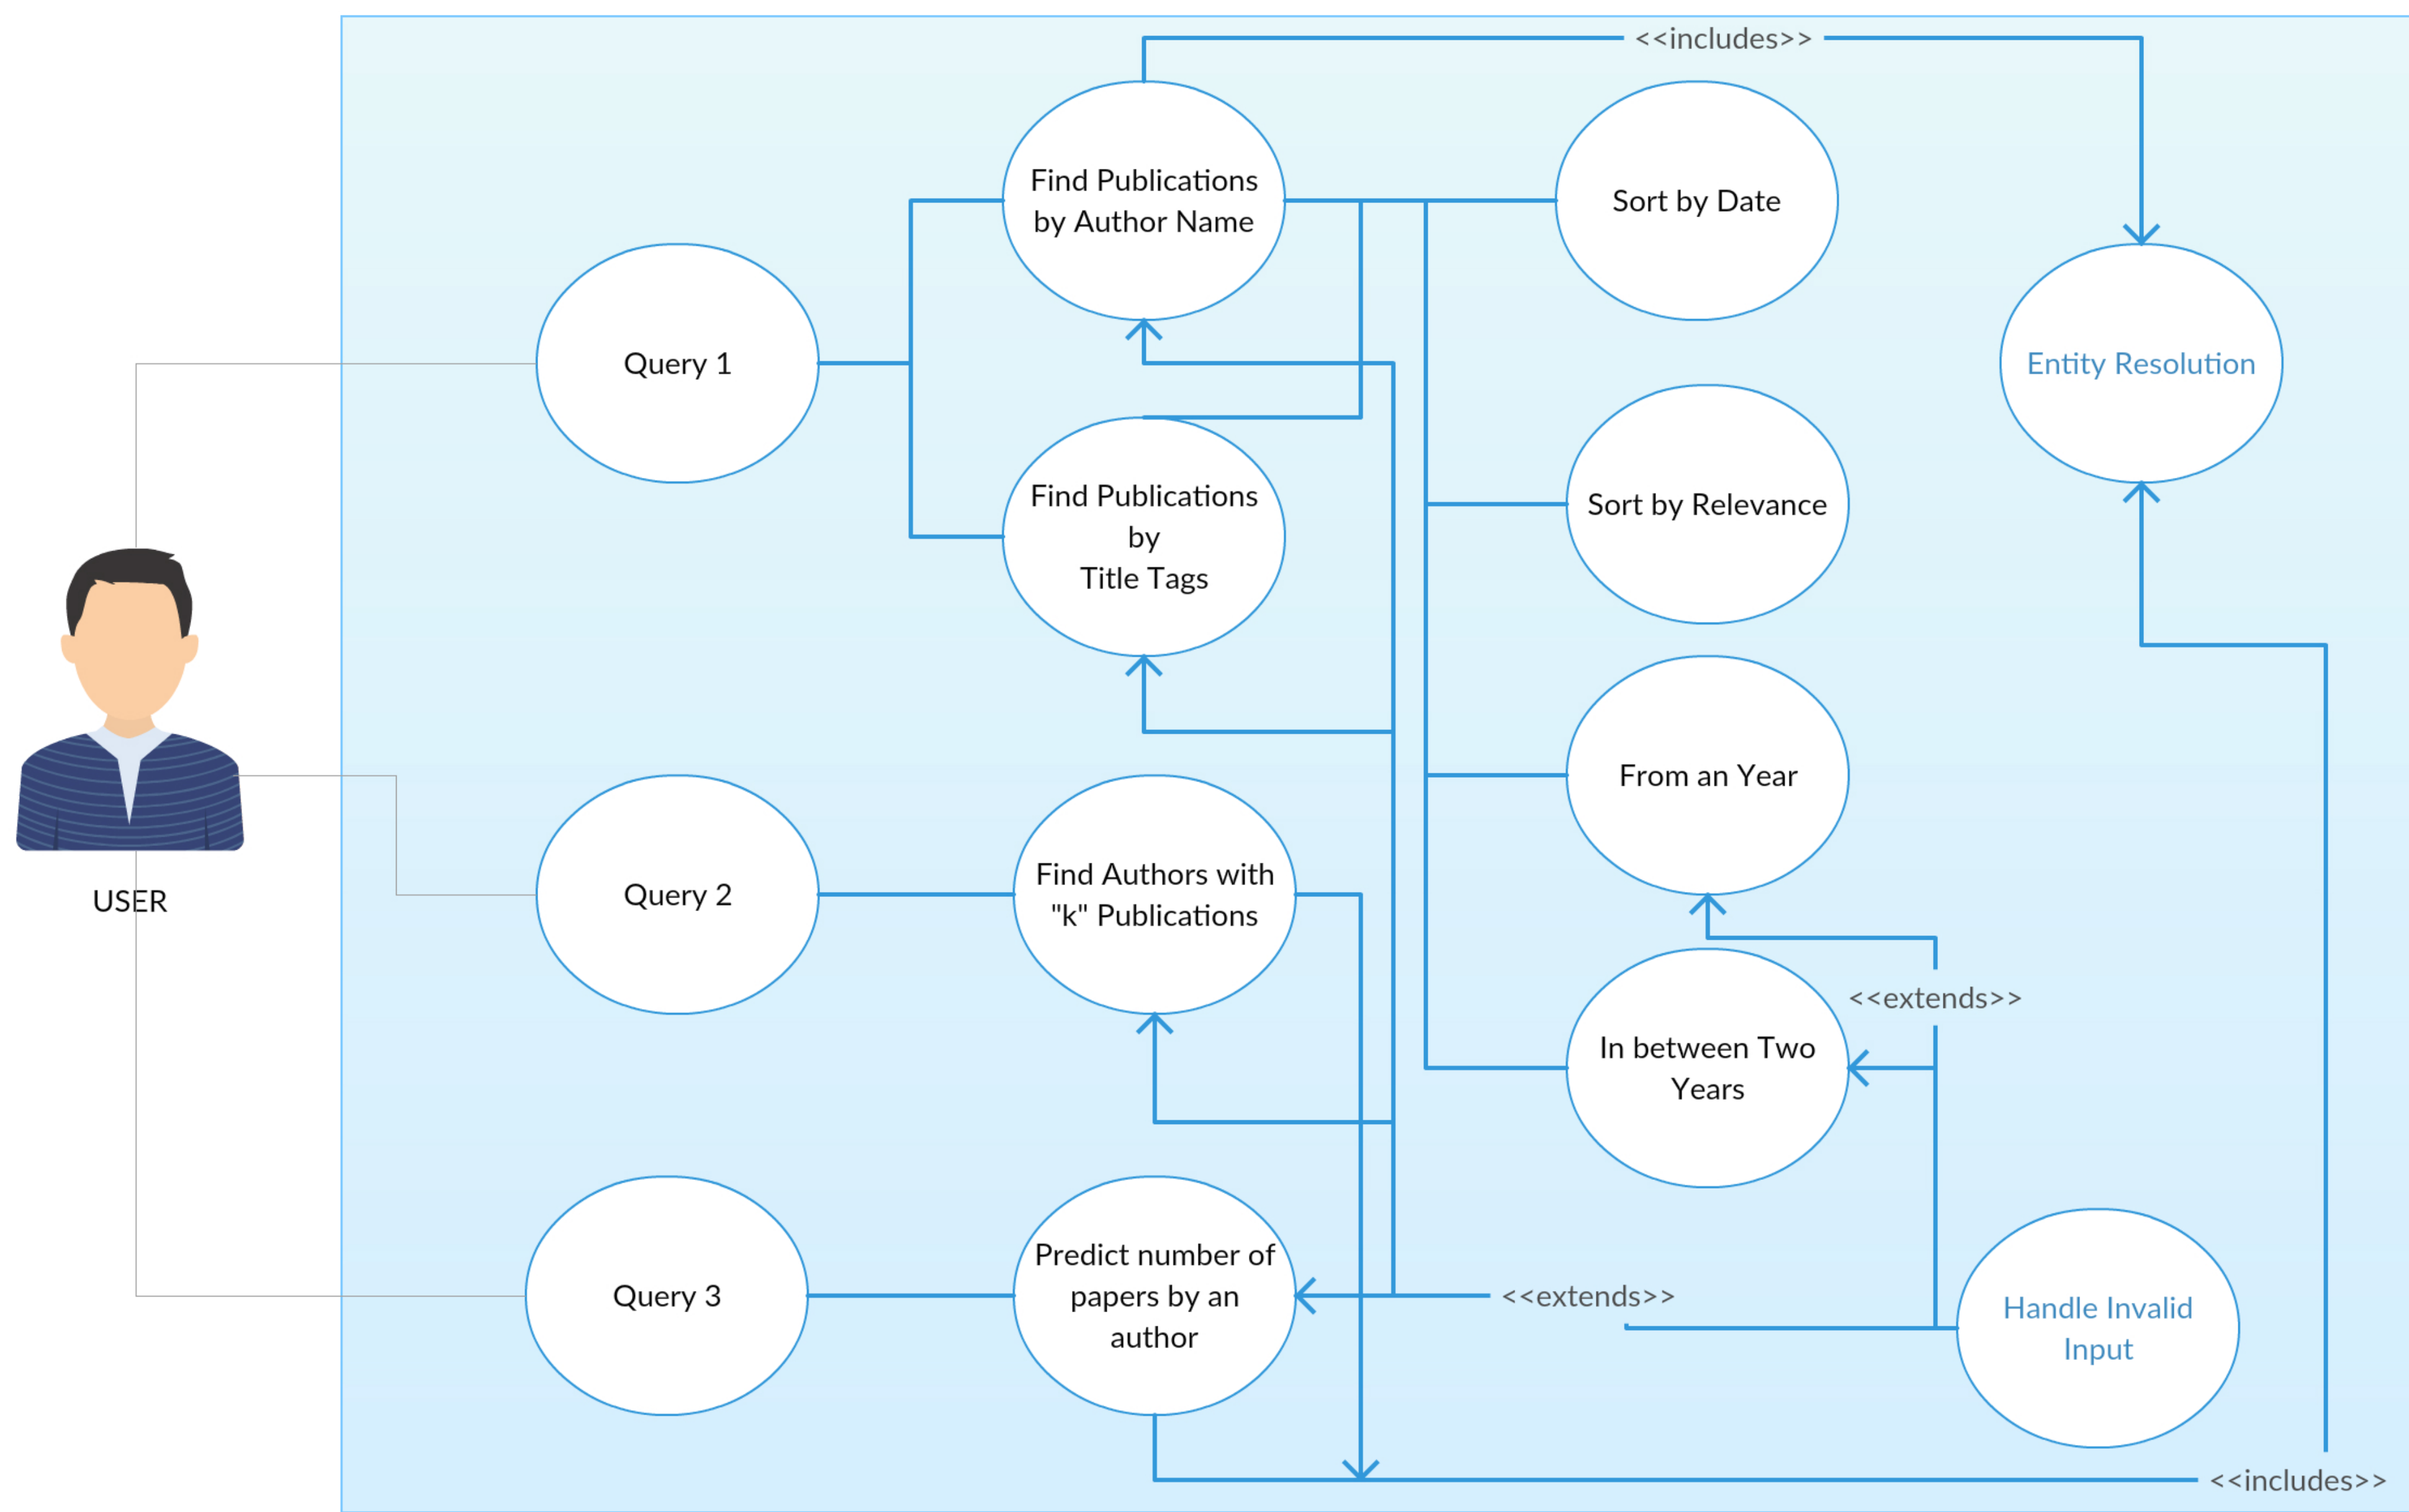 <<includes>>
Find Publications
by Author Name
Sort by Date
Query 1
Entity Resolution
Find Publications
by
Title Tags
Sort by Relevance
From an Year
USER
Query 2
Find Authors with
"k" Publications
<<extends>>
In between Two
Years
Query 3
Predict number of
papers by an
author
<<extends>>
Handle Invalid
Input
<<includes>>